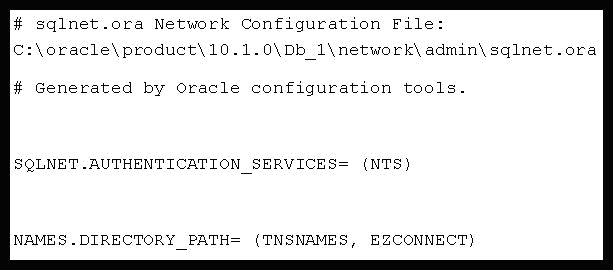 # sqlnet.ora Network Configuration File:
C:\oracle\product\10.1.0\Db_1\network\admin\sqlnet.ora
# Generated by Oracle configuration tools.
SQLNET.AUTHENTICATION_SERVICES= (NTS)
NAMES.DIRECTORY_PATH= (TNSNAMES, EZCONNECT)